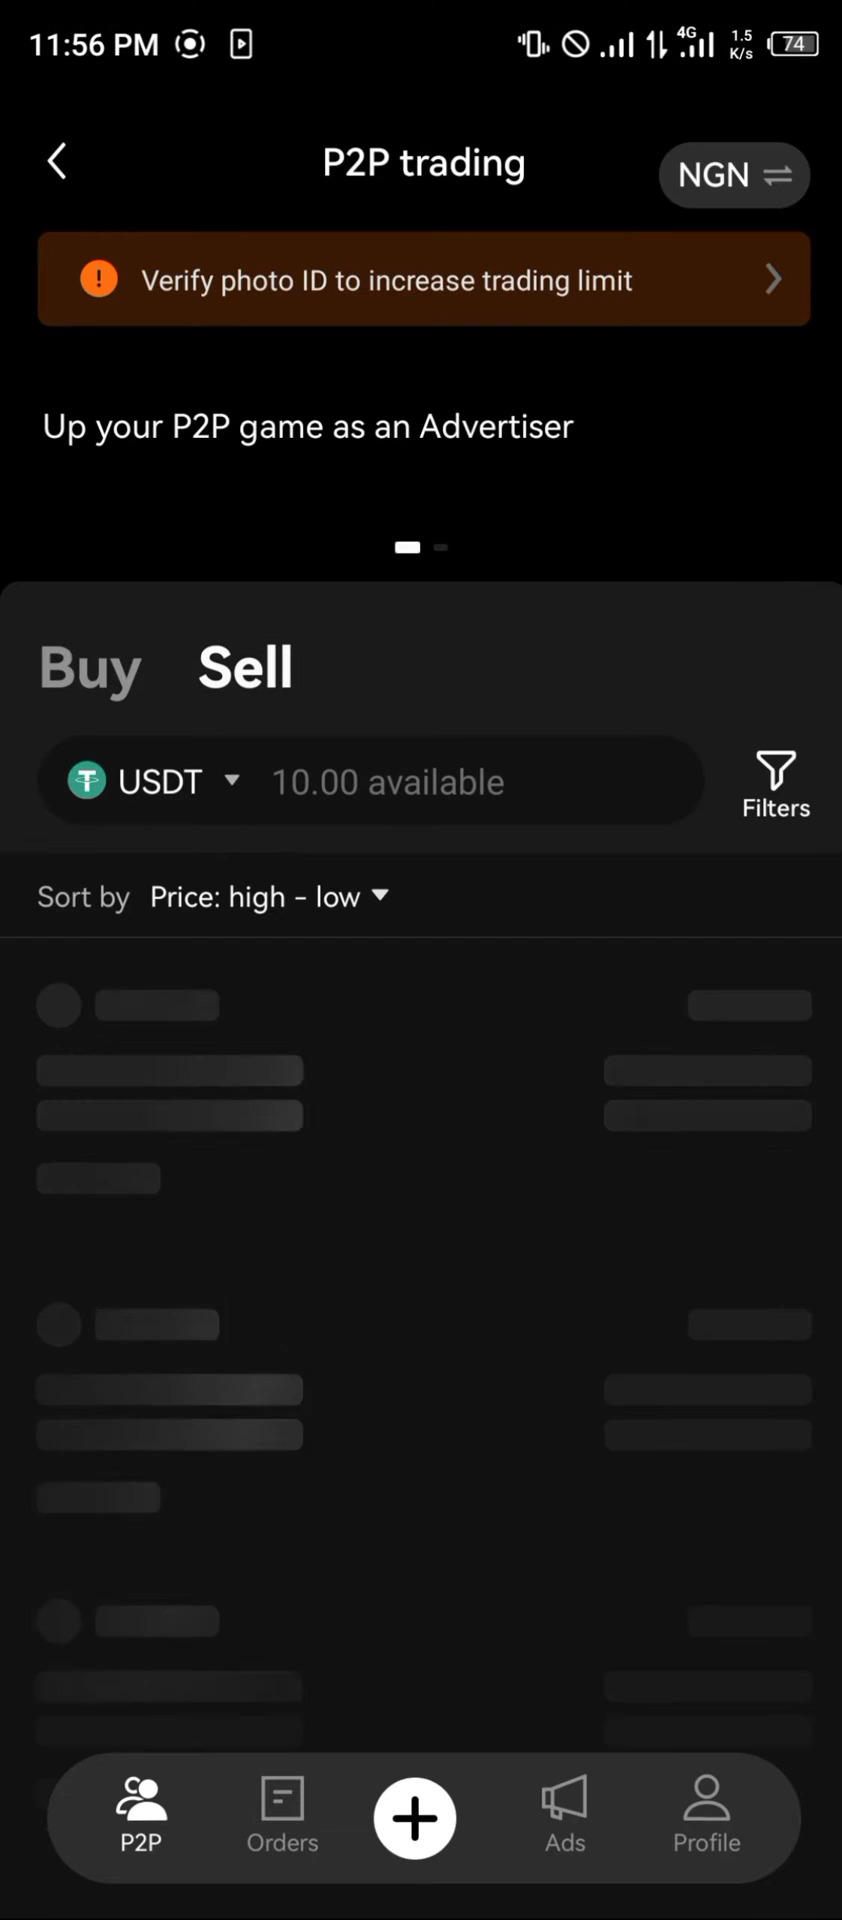 11:56 PM
4G
1.5
K/s
74
P2P trading
NGN
Verify photo ID to increase trading limit
Up your P2P game as an Advertiser
Buy Sell
USDT 10.00 available
Filters
Sort by Price: high - low
P2P Orders Ads Profile